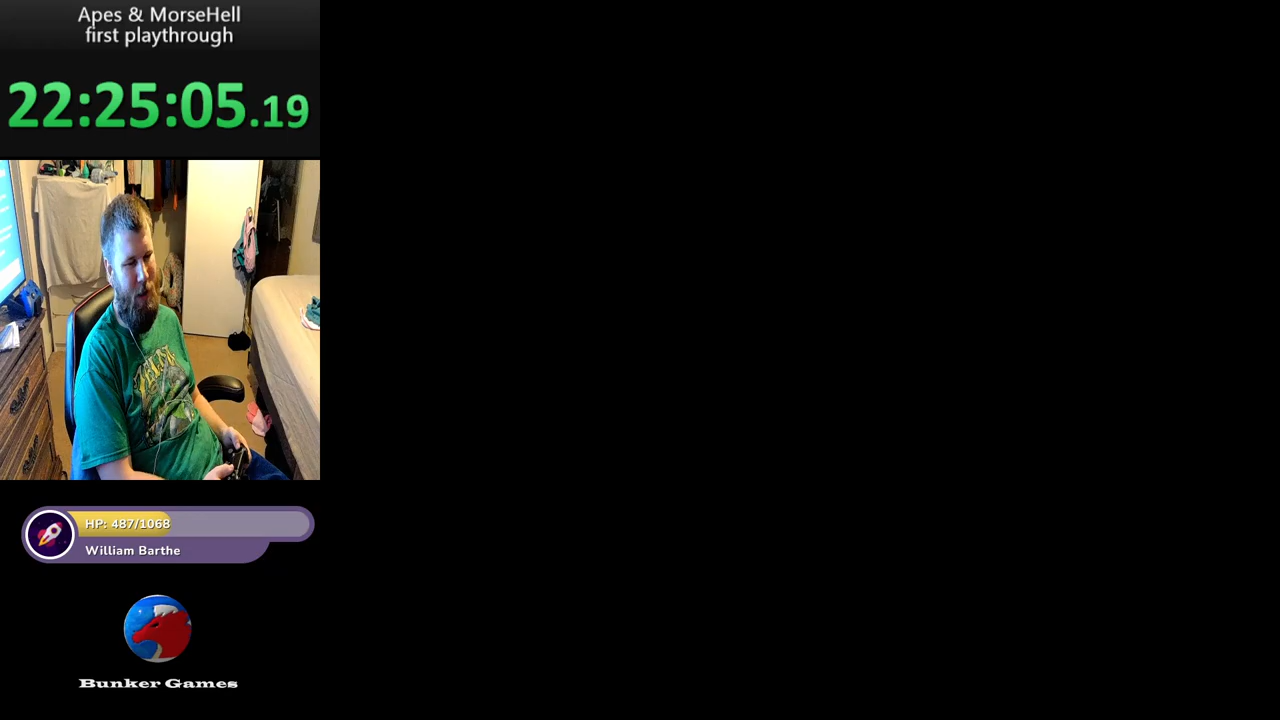 Apes & MorseHell
first playthrough
22:25:05.19
HP: 487/1068
William Barthe
Bunker Games